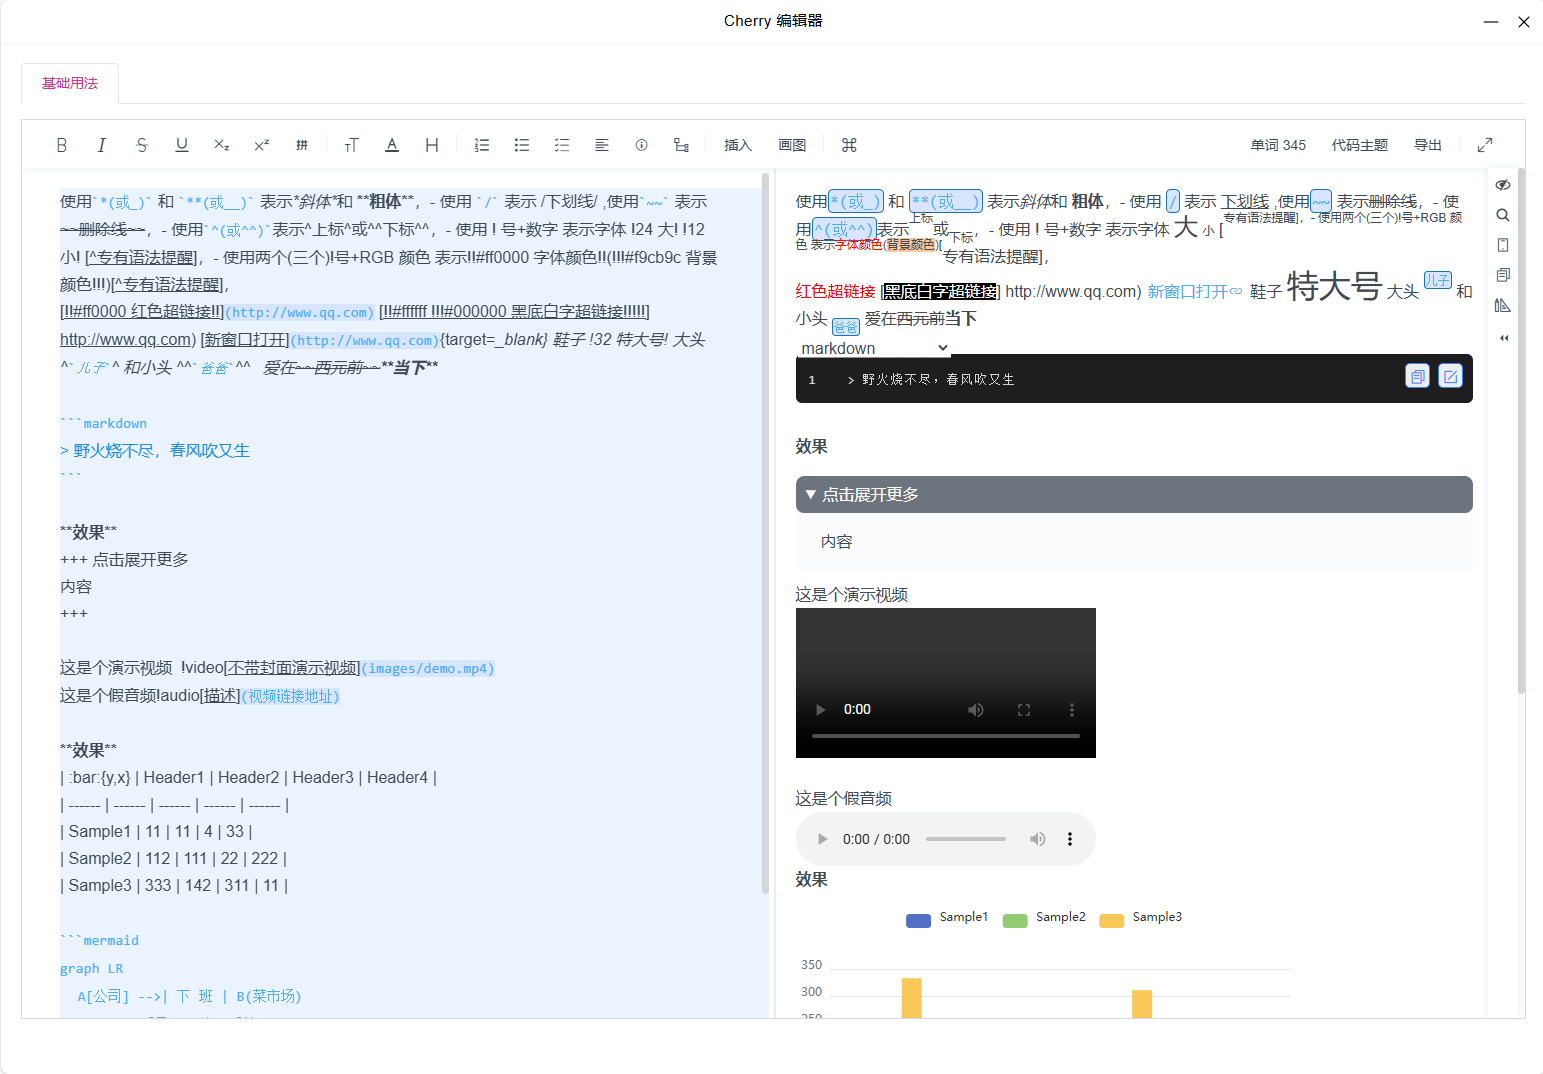 Cherry 编辑器
基础用法
B I S U X₂ X² 拼 TT A H 插入 画图 ⌘ 单词 345 代码主题 导出
使用`*(或_)` 和 `**(或__)` 表示*斜体*和 **粗体**，- 使用 `/` 表示 /下划线/ ,使用`~~` 表示
~~删除线~~，- 使用`^(或^^)`表示^上标^或^^下标^^，- 使用 ! 号+数字 表示字体 !24 大! !12
小! [^专有语法提醒]，- 使用两个(三个)!号+RGB 颜色 表示!!#ff0000 字体颜色!!(!!!#f9cb9c 背景
颜色!!!)[^专有语法提醒]，
[!!#ff0000 红色超链接!!](http://www.qq.com) [!!#ffffff !!!#000000 黑底白字超链接!!!!!]
http://www.qq.com) [新窗口打开](http://www.qq.com){target=_blank} 鞋子 !32 特大号! 大头
^`儿子`^ 和小头 ^^`爸爸`^^ 爱在~~西元前~~**当下**
```markdown
> 野火烧不尽，春风吹又生
```
**效果**
+++ 点击展开更多
内容
+++
这是个演示视频 !video[不带封面演示视频](images/demo.mp4)
这是个假音频!audio[描述](视频链接地址)
**效果**
| :bar:{y,x} | Header1 | Header2 | Header3 | Header4 |
| ------ | ------ | ------ | ------ | ------ |
| Sample1 | 11 | 11 | 4 | 33 |
| Sample2 | 112 | 111 | 22 | 222 |
| Sample3 | 333 | 142 | 311 | 11 |
```mermaid
graph LR
A[公司] -->| 下 班 | B(菜市场)
使用*(或_) 和 **(或__) 表示斜体和 粗体，- 使用 / 表示 下划线 ,使用~~ 表示删除线，- 使
用^(或^^)表示上标或下标，- 使用 ! 号+数字 表示字体 大 小 [专有语法提醒]，- 使用两个(三个)!号+RGB 颜
色 表示字体颜色(背景颜色)[专有语法提醒]，
红色超链接 [黑底白字超链接] http://www.qq.com) 新窗口打开 鞋子 特大号 大头 儿子 和
小头 爸爸 爱在西元前当下
markdown
1 > 野火烧不尽，春风吹又生
效果
▼ 点击展开更多
内容
这是个演示视频
0:00
这是个假音频
0:00 / 0:00
效果
Sample1 Sample2 Sample3
350
300
250